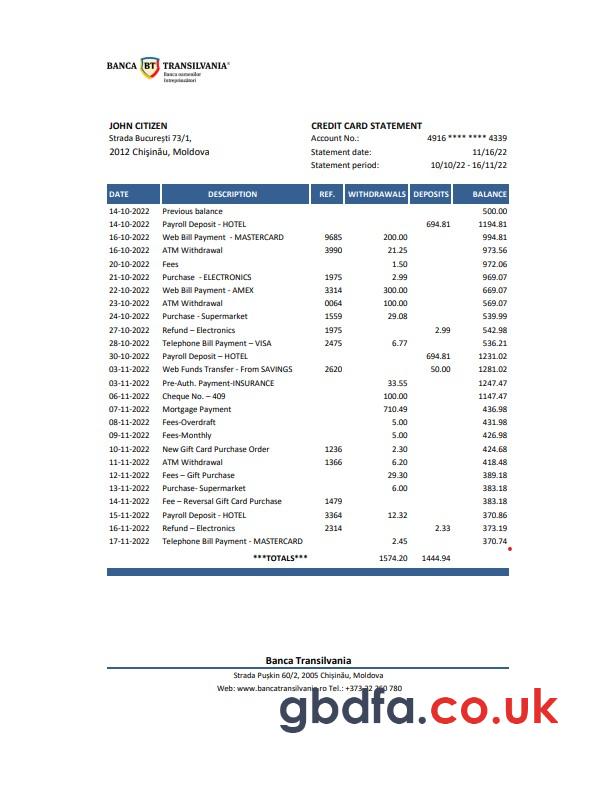 BANCA BT TRANSILVANIA®
Banca oamenilor
întreprinzători
JOHN CITIZEN
Strada București 73/1,
2012 Chișinău, Moldova
CREDIT CARD STATEMENT
Account No.: 4916 **** **** 4339
Statement date: 11/16/22
Statement period: 10/10/22 - 16/11/22
DATE DESCRIPTION REF. WITHDRAWALS DEPOSITS BALANCE
14-10-2022 Previous balance 500.00
14-10-2022 Payroll Deposit - HOTEL 694.81 1194.81
16-10-2022 Web Bill Payment - MASTERCARD 9685 200.00 994.81
16-10-2022 ATM Withdrawal 3990 21.25 973.56
20-10-2022 Fees 1.50 972.06
21-10-2022 Purchase - ELECTRONICS 1975 2.99 969.07
22-10-2022 Web Bill Payment - AMEX 3314 300.00 669.07
23-10-2022 ATM Withdrawal 0064 100.00 569.07
24-10-2022 Purchase - Supermarket 1559 29.08 539.99
27-10-2022 Refund – Electronics 1975 2.99 542.98
28-10-2022 Telephone Bill Payment – VISA 2475 6.77 536.21
30-10-2022 Payroll Deposit – HOTEL 694.81 1231.02
03-11-2022 Web Funds Transfer - From SAVINGS 2620 50.00 1281.02
03-11-2022 Pre-Auth. Payment-INSURANCE 33.55 1247.47
06-11-2022 Cheque No. – 409 100.00 1147.47
07-11-2022 Mortgage Payment 710.49 436.98
08-11-2022 Fees-Overdraft 5.00 431.98
09-11-2022 Fees-Monthly 5.00 426.98
10-11-2022 New Gift Card Purchase Order 1236 2.30 424.68
11-11-2022 ATM Withdrawal 1366 6.20 418.48
12-11-2022 Fees – Gift Purchase 29.30 389.18
13-11-2022 Purchase- Supermarket 6.00 383.18
14-11-2022 Fee – Reversal Gift Card Purchase 1479 383.18
15-11-2022 Payroll Deposit - HOTEL 3364 12.32 370.86
16-11-2022 Refund – Electronics 2314 2.33 373.19
17-11-2022 Telephone Bill Payment - MASTERCARD 2.45 370.74
***TOTALS*** 1574.20 1444.94
Banca Transilvania
Strada Pușkin 60/2, 2005 Chișinău, Moldova
Web: www.bancatransilvania.ro Tel.: +373 22 780
gbdfa.co.uk